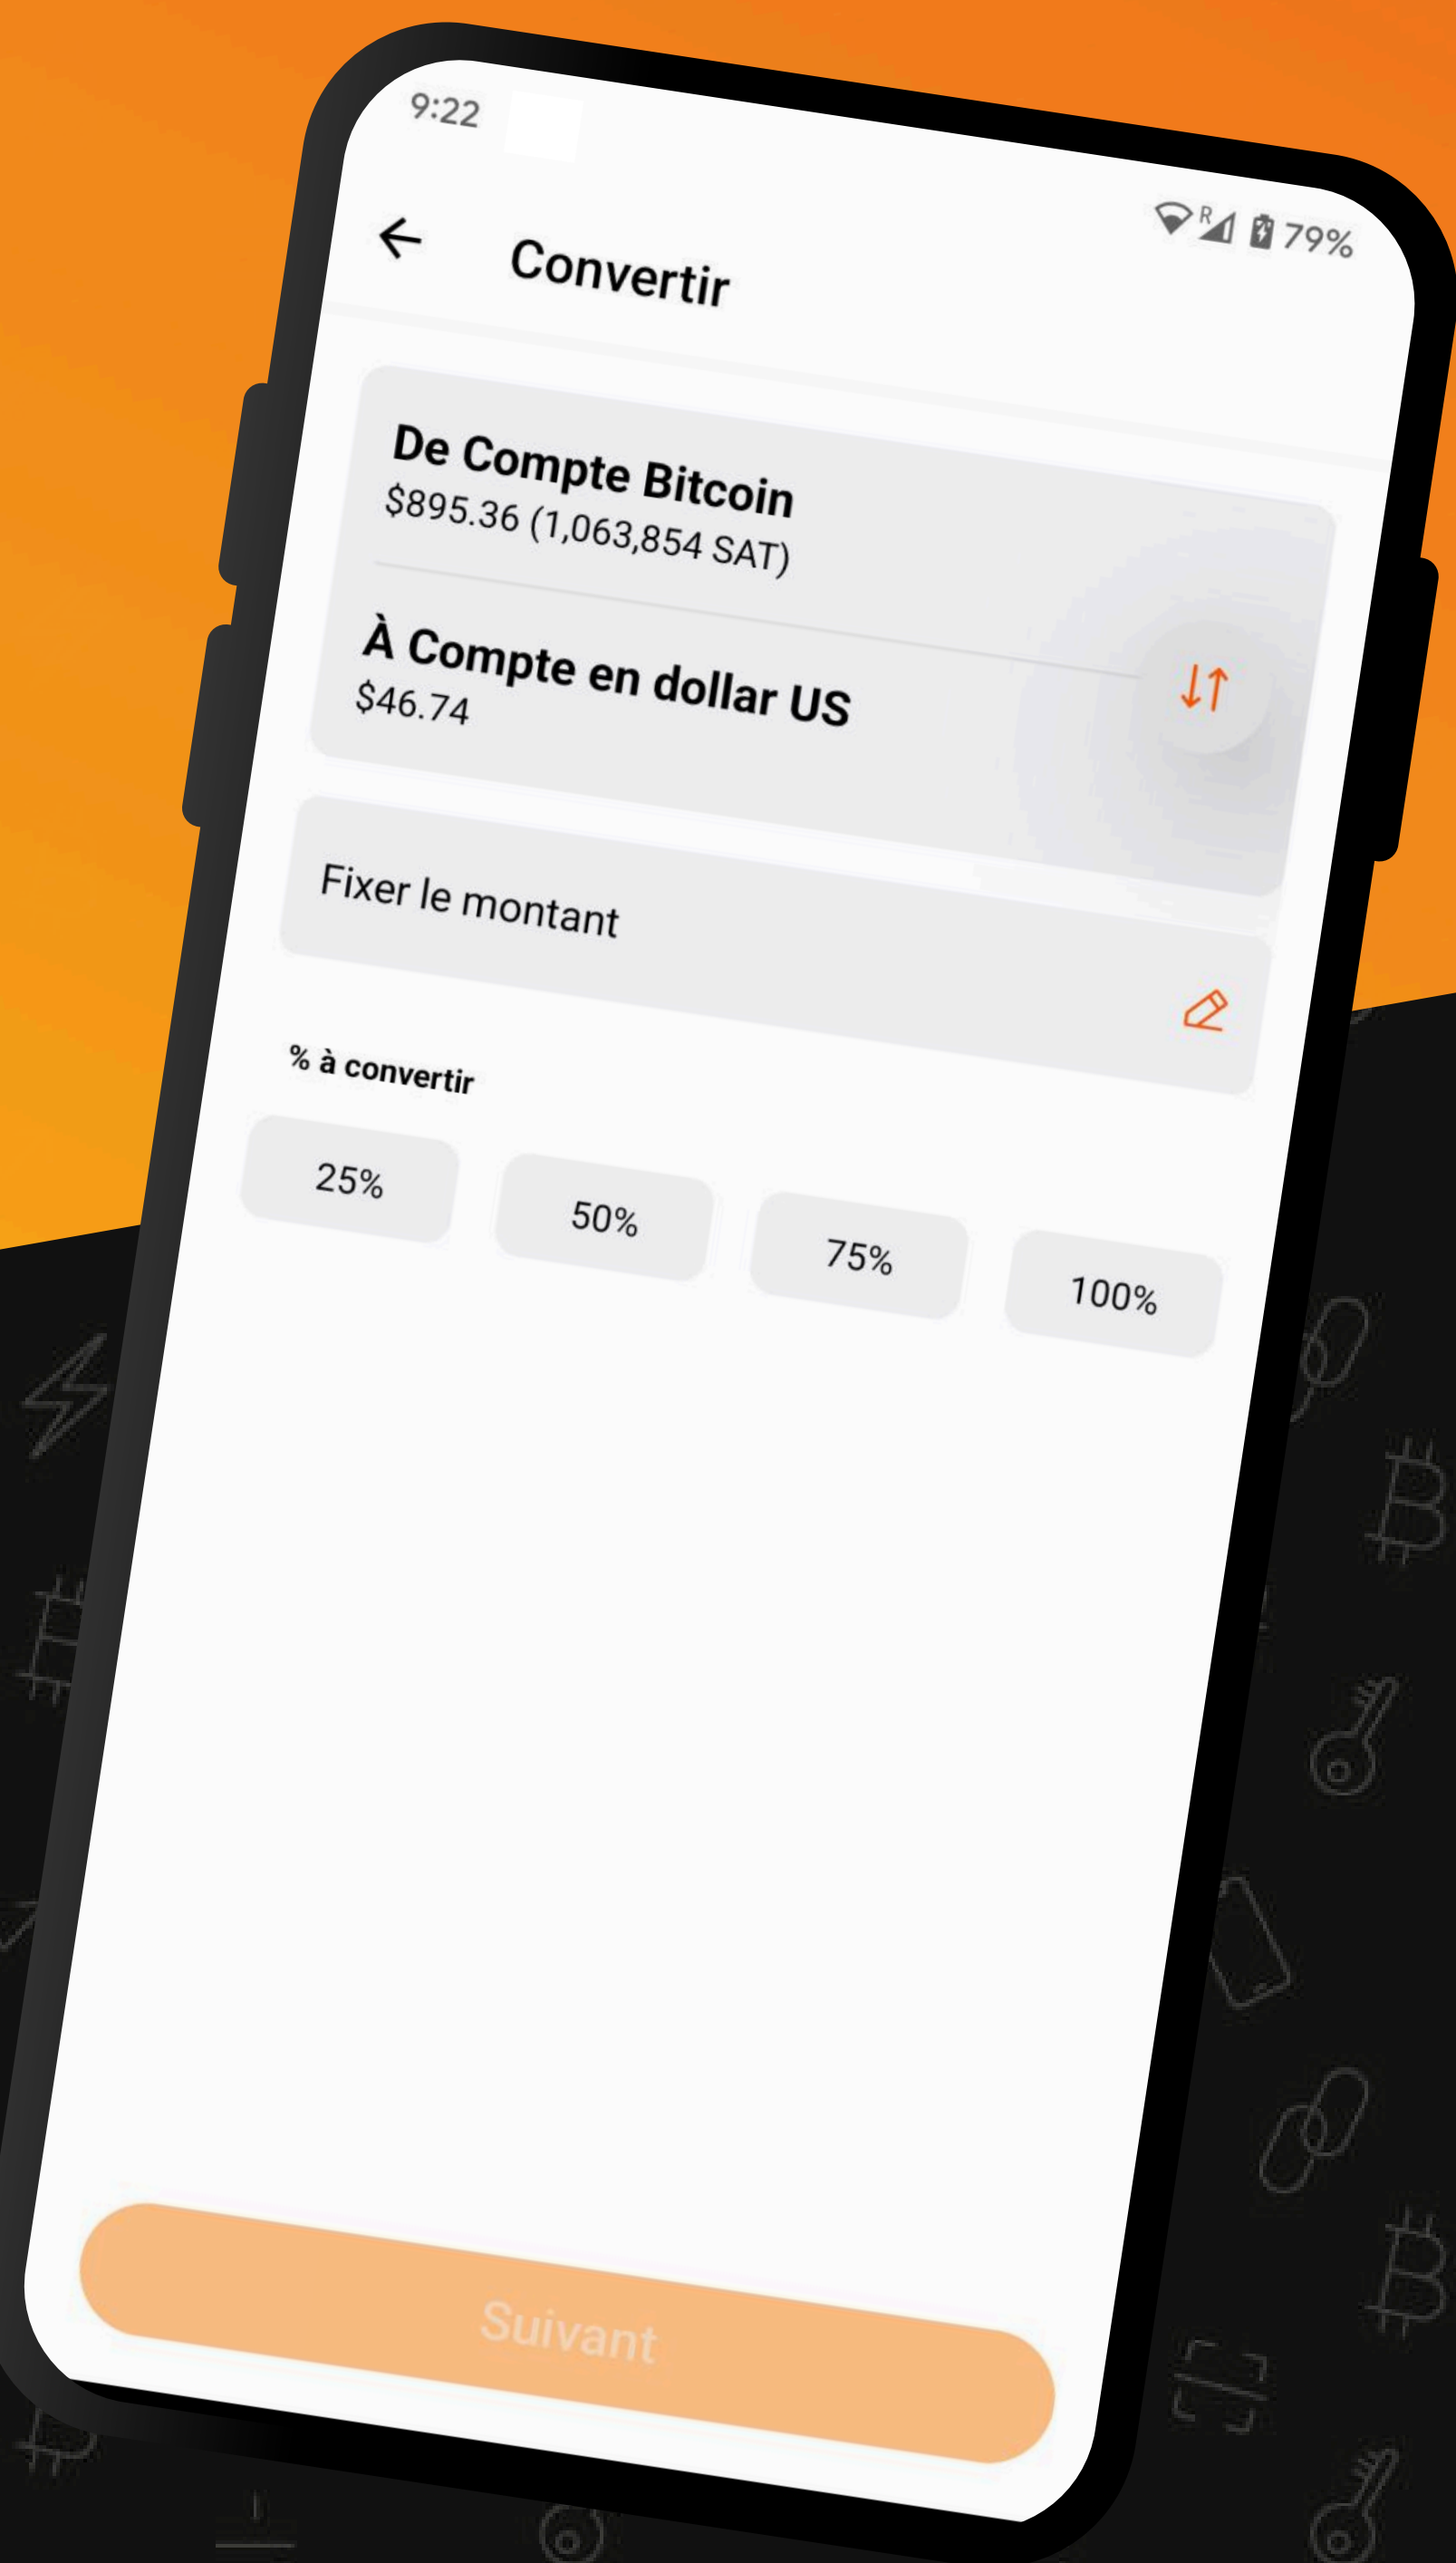 9:22
R 79%
Convertir
De Compte Bitcoin
$895.36 (1,063,854 SAT)
À Compte en dollar US
$46.74
Fixer le montant
% à convertir
25% 50% 75% 100%
Suivant